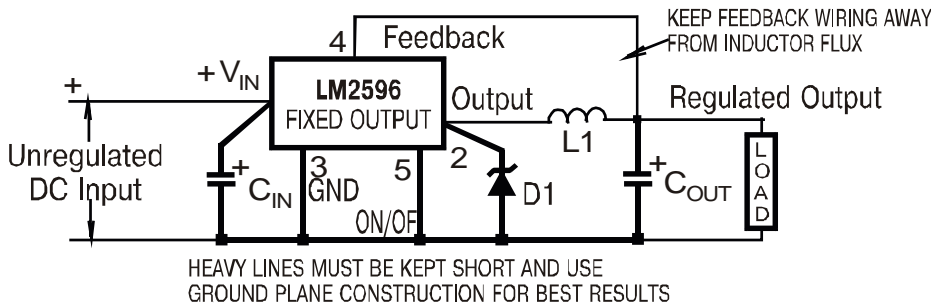 KEEP FEEDBACK WIRING AWAY
FROM INDUCTOR FLUX
4 Feedback
+VIN
LM2596
FIXED OUTPUT
Output
Regulated Output
+
Unregulated
DC Input
+
CIN
3
GND
5
ON/OF
2
D1
L1
+
COUT
LOAD
HEAVY LINES MUST BE KEPT SHORT AND USE
GROUND PLANE CONSTRUCTION FOR BEST RESULTS